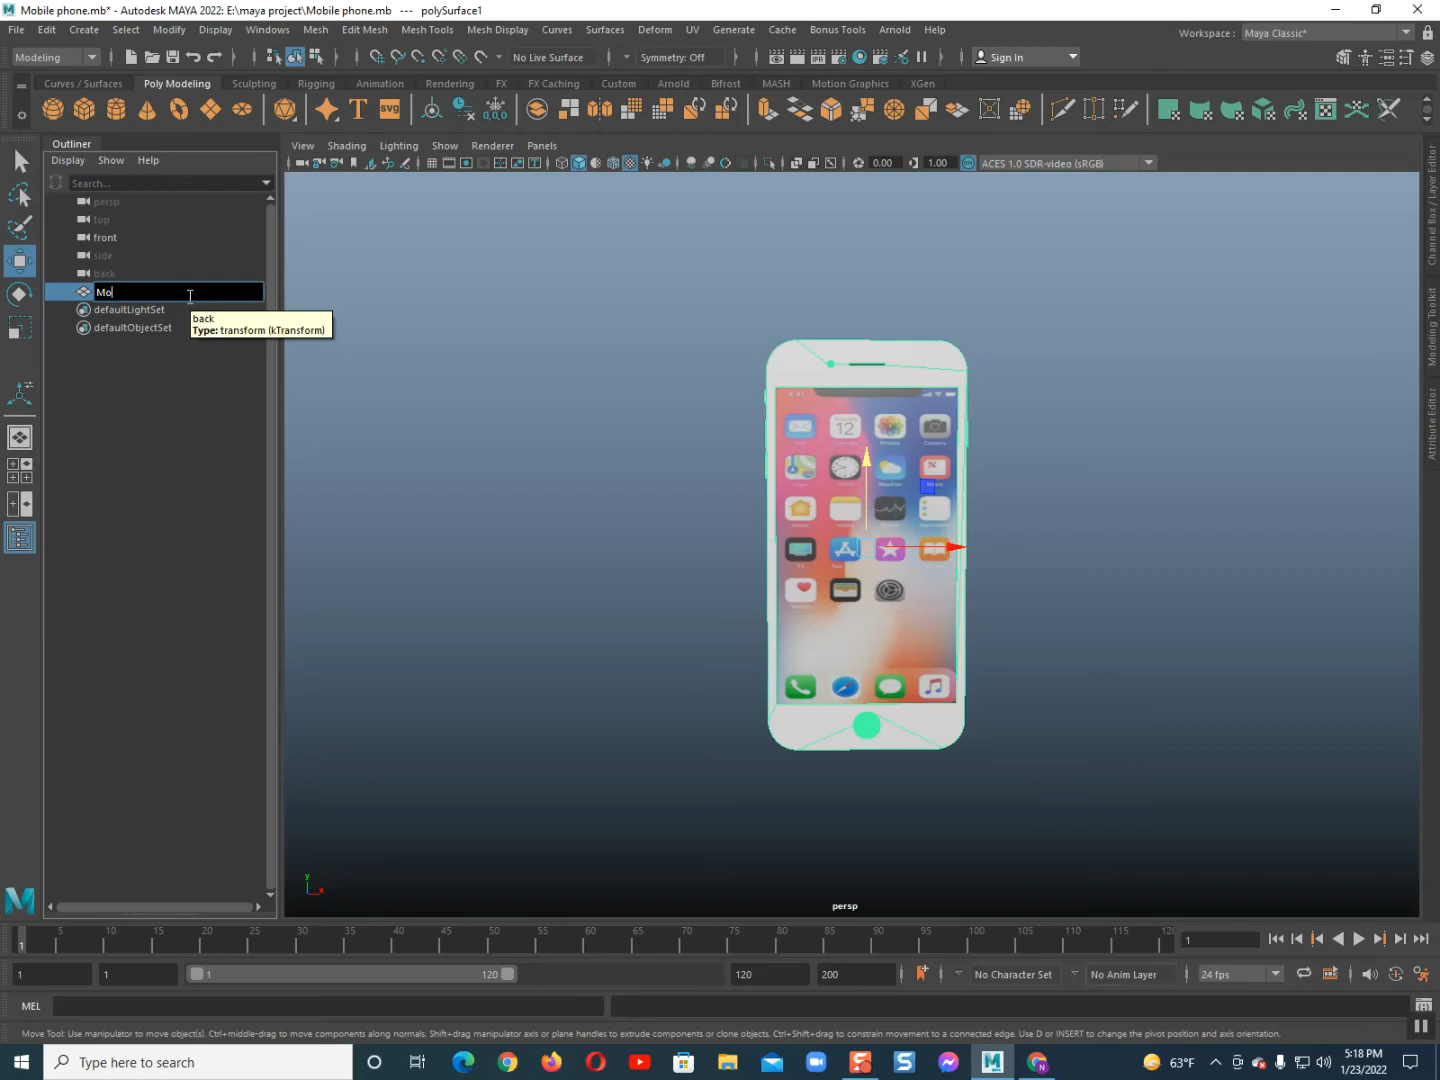 Mobile phone.mb* - Autodesk MAYA 2022: E:\maya project\Mobile phone.mb --- polySurface1
File Edit Create Select Modify Display Windows Mesh Edit Mesh Mesh Tools Mesh Display Curves Surfaces Deform UV Generate Cache Bonus Tools Arnold Help
Workspace : Maya Classic*
Modeling
No Live Surface
Symmetry: Off
Sign In
Curves / Surfaces Poly Modeling Sculpting Rigging Animation Rendering FX FX Caching Custom Arnold Bifrost MASH Motion Graphics XGen
T SVG 0,0,0
Outliner
Display Show Help
Search...
View Shading Lighting Show Renderer Panels
0.00 1.00 ACES 1.0 SDR-video (sRGB)
persp
top
front
side
back
Mo
defaultLightSet
defaultObjectSet
back
Type: transform (kTransform)
12
y
x
persp
Channel Box / Layer Editor
Modeling Toolkit
Attribute Editor
1 5 10 15 20 25 30 35 40 45 50 55 60 65 70 75 80 85 90 95 100 105 110 115 12
1
1 1 1 120 120 200 No Character Set No Anim Layer 24 fps
MEL
Move Tool: Use manipulator to move object(s). Ctrl+middle-drag to move components along normals. Shift+drag manipulator axis or plane handles to extrude components or clone objects. Ctrl+Shift+drag to constrain movement to a connected edge. Use D or INSERT to change the pivot position and axis orientation.
Type here to search
63°F
5:18 PM
1/23/2022